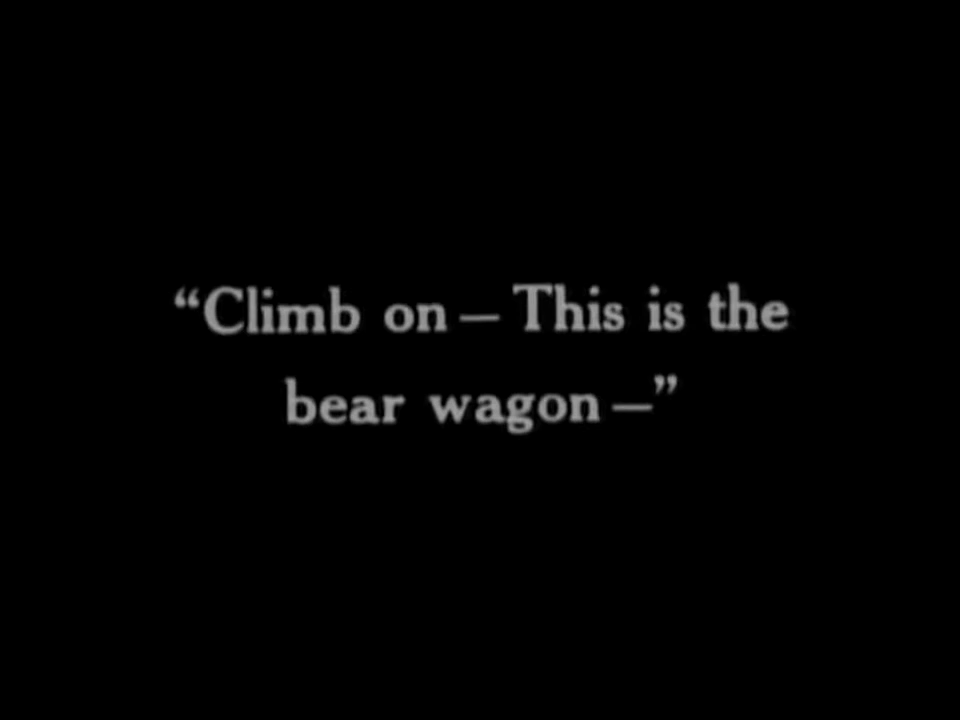 “Climb on — This is the
bear wagon —”